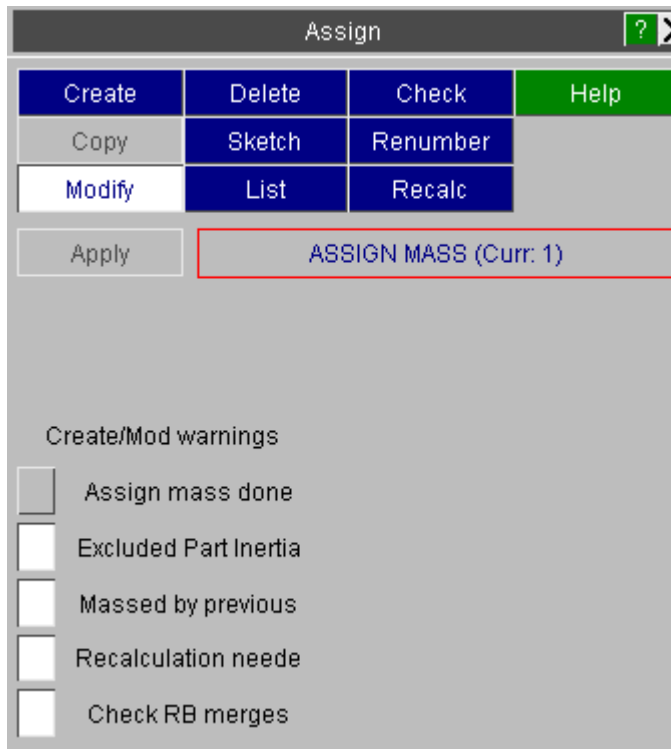 Assign ?
Create Delete Check Help
Copy Sketch Renumber
Modify List Recalc
Apply ASSIGN MASS (Curr: 1)
Create/Mod warnings
Assign mass done
Excluded Part Inertia
Massed by previous
Recalculation neede
Check RB merges